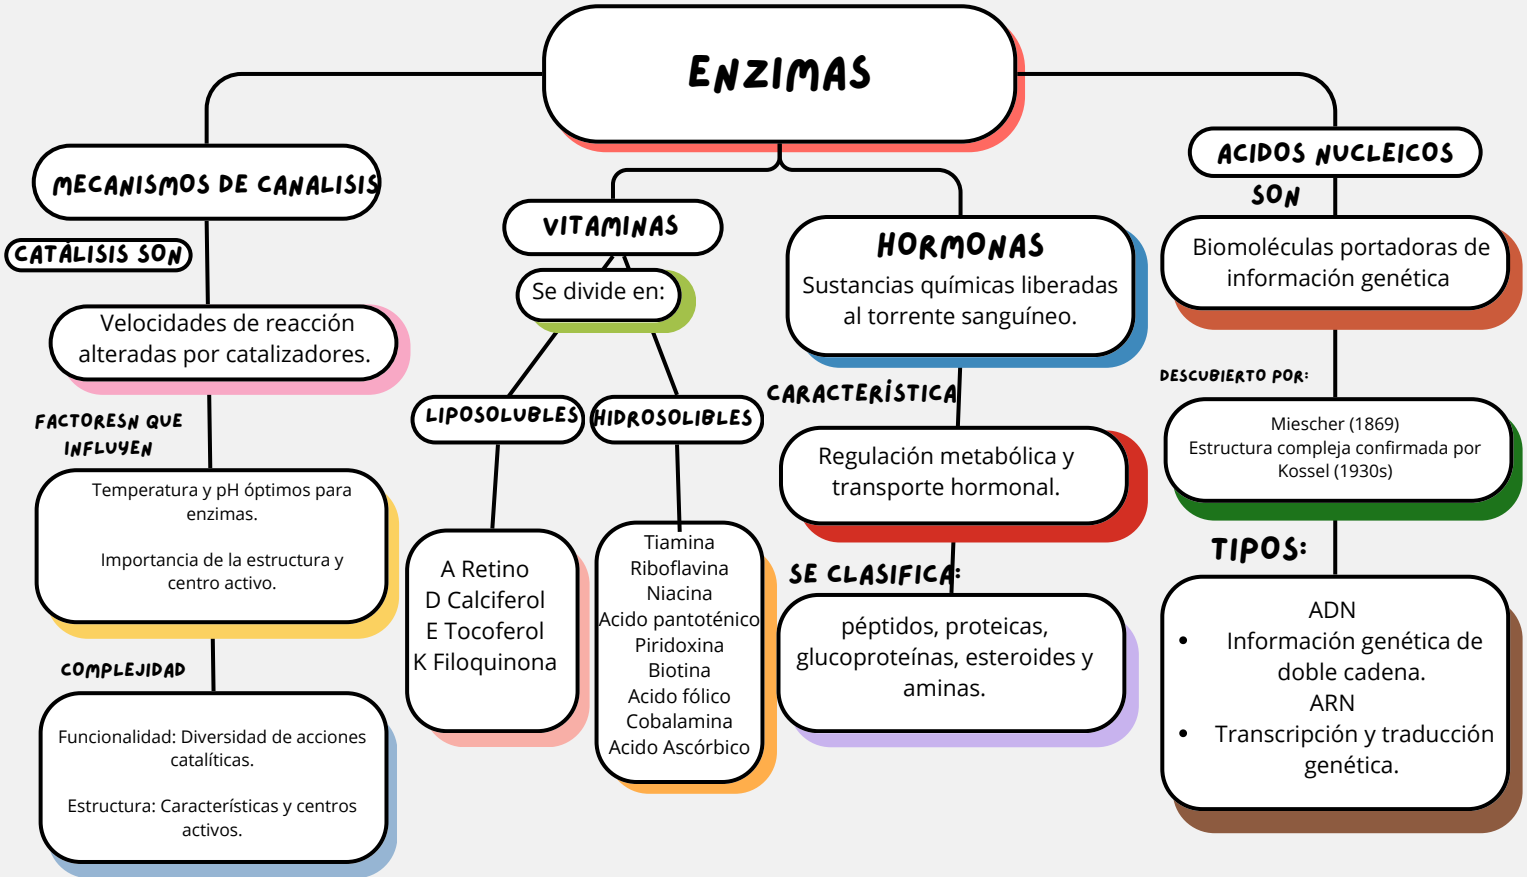 ENZIMAS
MECANISMOS DE CANALISIS
CATÁLISIS SON
Velocidades de reacción
alteradas por catalizadores.
FACTORESN QUE
INFLUYEN
Temperatura y pH óptimos para
enzimas.
Importancia de la estructura y
centro activo.
COMPLEJIDAD
Funcionalidad: Diversidad de acciones
catalíticas.
Estructura: Características y centros
activos.
VITAMINAS
Se divide en:
LIPOSOLUBLES
A Retino
D Calciferol
E Tocoferol
K Filoquinona
HIDROSOLIBLES
Tiamina
Riboflavina
Niacina
Acido pantoténico
Piridoxina
Biotina
Acido fólico
Cobalamina
Acido Ascórbico
HORMONAS
Sustancias químicas liberadas
al torrente sanguíneo.
CARACTERÍSTICA
Regulación metabólica y
transporte hormonal.
SE CLASIFICA:
péptidos, proteicas,
glucoproteínas, esteroides y
aminas.
ACIDOS NUCLEICOS
SON
Biomoléculas portadoras de
información genética
DESCUBIERTO POR:
Miescher (1869)
Estructura compleja confirmada por
Kossel (1930s)
TIPOS:
ADN
• Información genética de
doble cadena.
ARN
• Transcripción y traducción
genética.